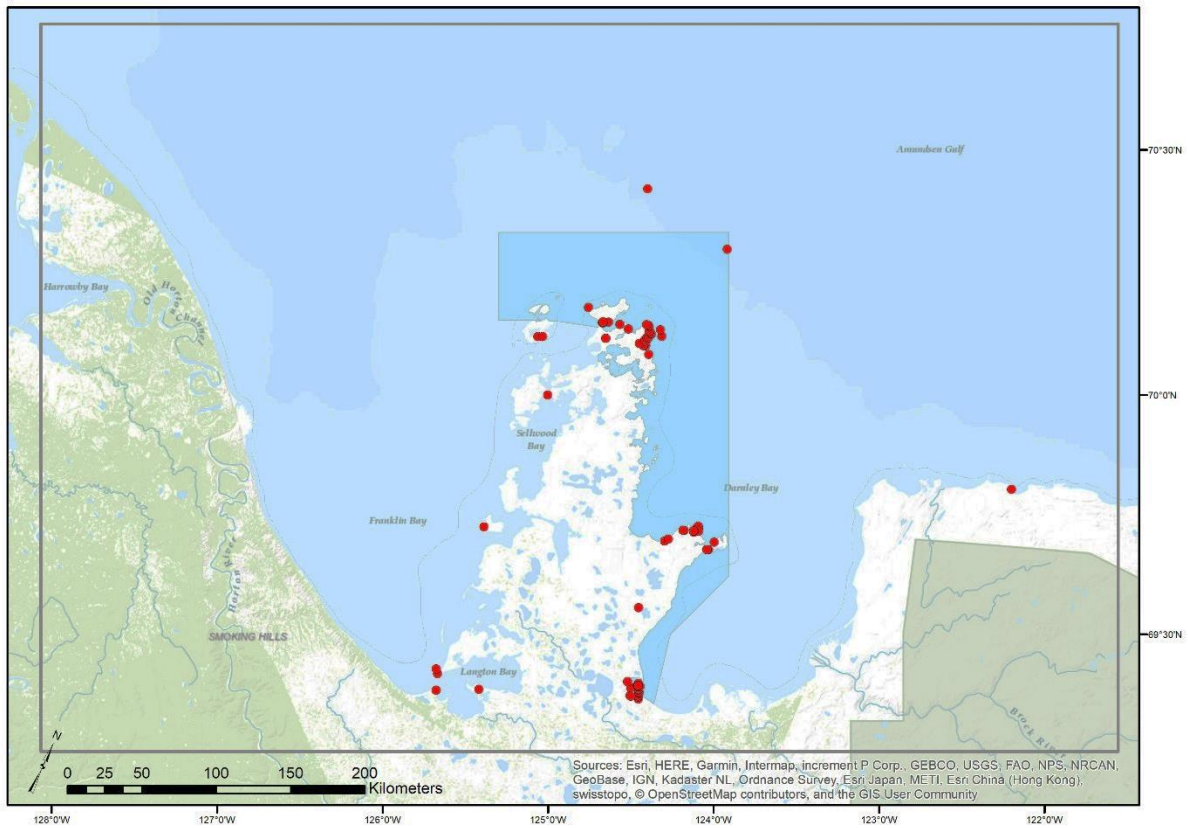 Amundsen Gulf
70°30'N
Harrowby Bay
Old Horton Channel
70°0'N
Sellwood
Bay
Darnley Bay
Franklin Bay
Horton River
SMOKING HILLS
69°30'N
Langton Bay
Brock River
N
0 25 50 100 150 200
Kilometers
Sources: Esri, HERE, Garmin, Intermap, increment P Corp., GEBCO, USGS, FAO, NPS, NRCAN,
GeoBase, IGN, Kadaster NL, Ordnance Survey, Esri Japan, METI, Esri China (Hong Kong),
swisstopo, © OpenStreetMap contributors, and the GIS User Community
128°0'W 127°0'W 126°0'W 125°0'W 124°0'W 123°0'W 122°0'W